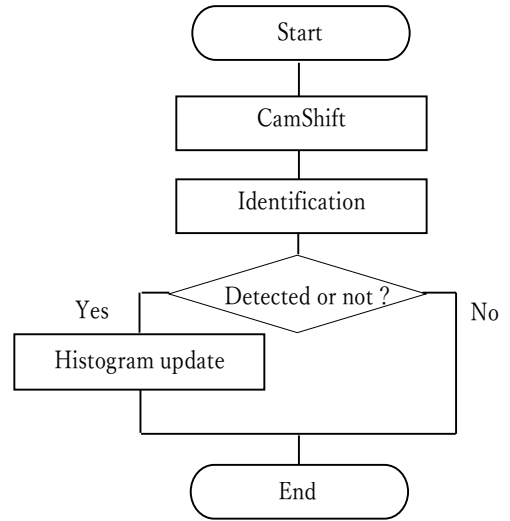 Start
CamShift
Identification
Detected or not ?
Yes
No
Histogram update
End